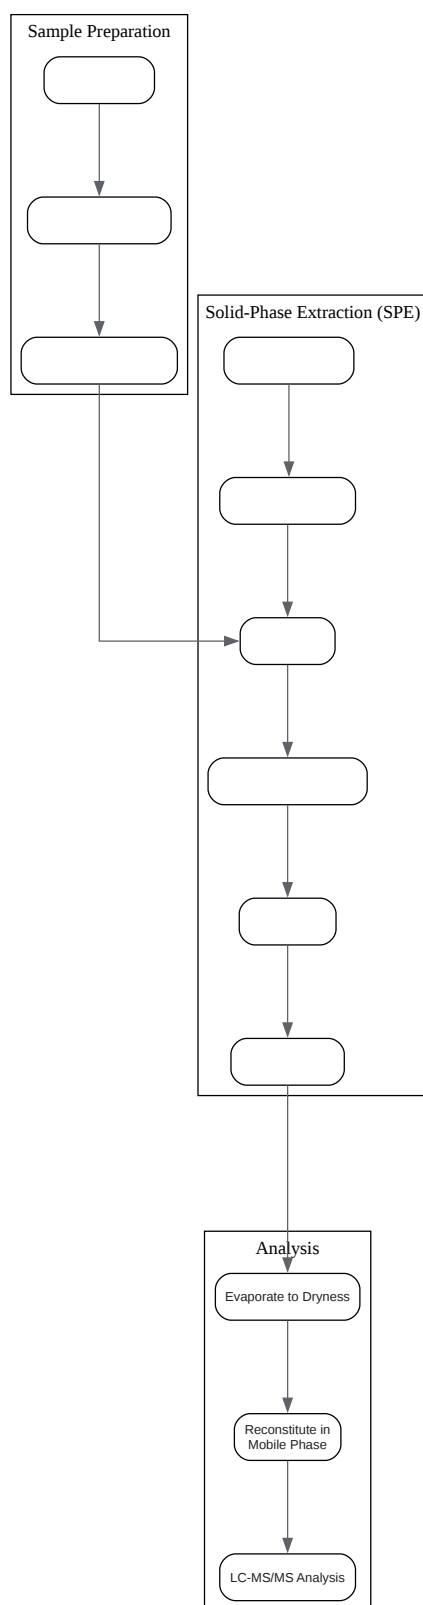 Sample Preparation
Solid-Phase Extraction (SPE)
Analysis
Evaporate to Dryness
Reconstitute in
Mobile Phase
LC-MS/MS Analysis